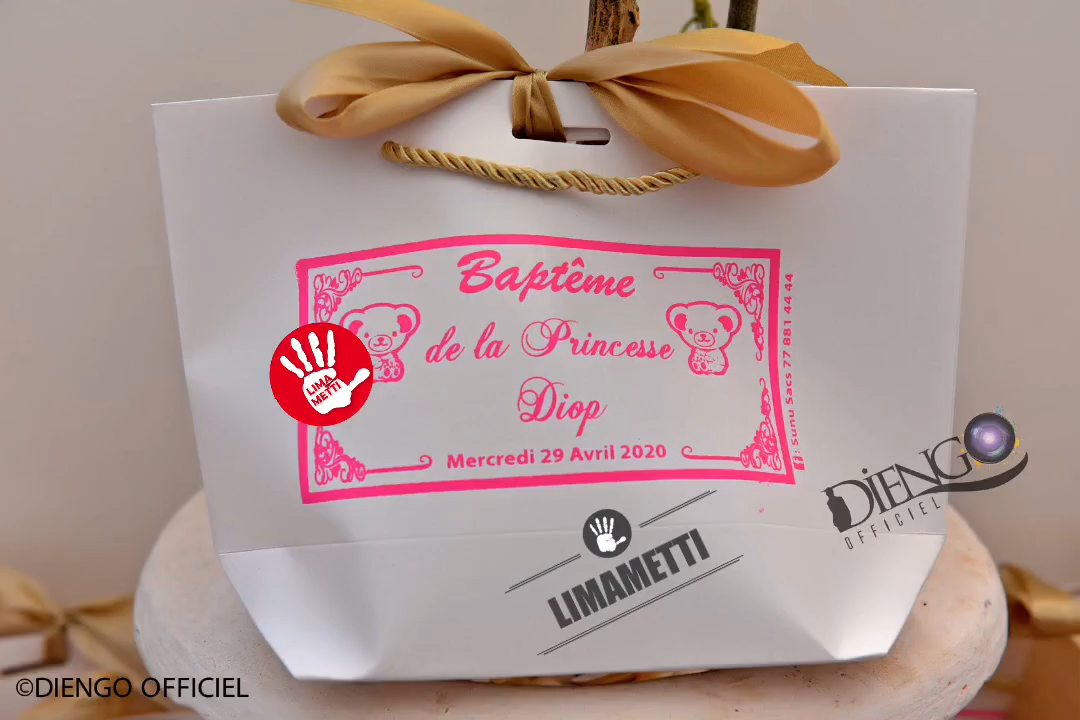 Baptême
de la Princesse
Diop
Mercredi 29 Avril 2020
: Sunu Sacs 77 881 44 44
LIMA
METTI
LIMAMETTI
DIENGO
OFFICIEL
©DIENGO OFFICIEL